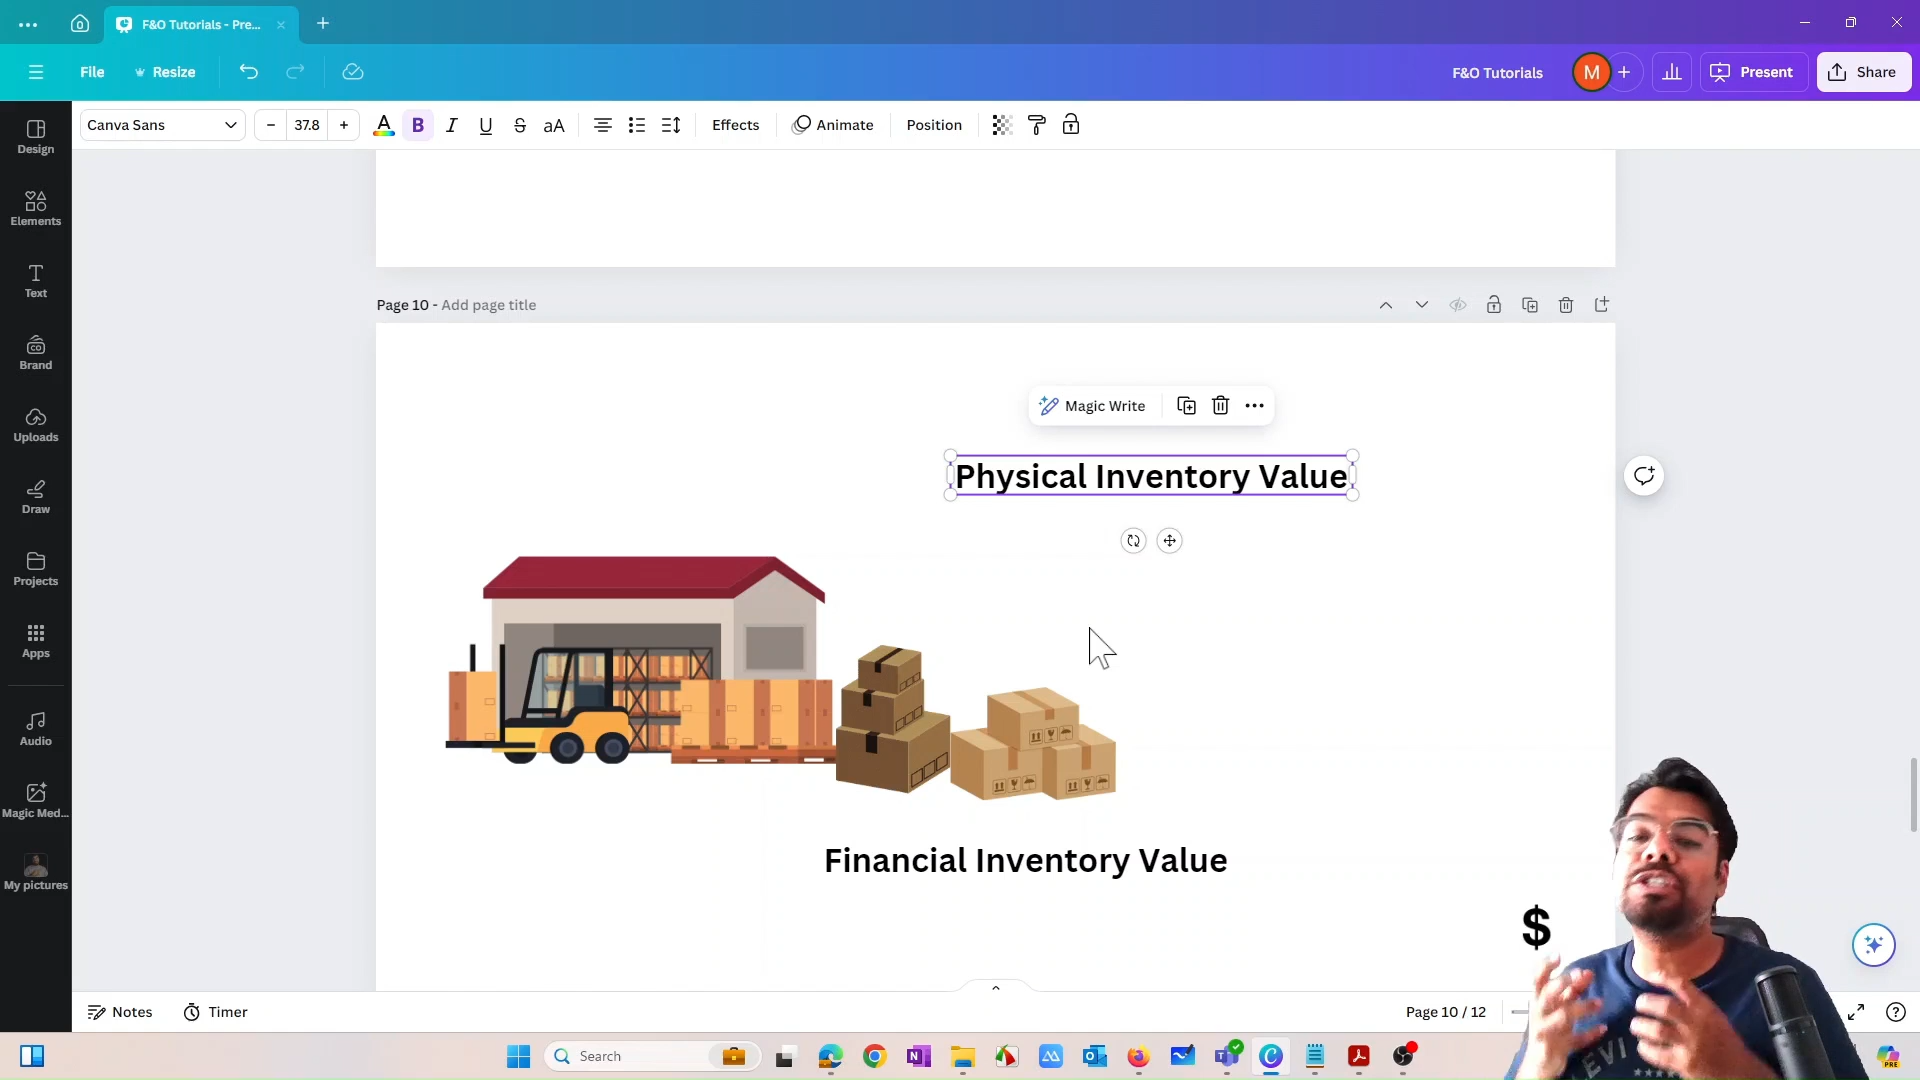 F&O Tutorials - Pre...
File
Resize
F&O Tutorials
M
Present
Share
Canva Sans
37.8
A
B
I
U
S
aA
Effects
Animate
Position
Design
Elements
Text
Brand
Uploads
Draw
Projects
Apps
Audio
Magic Med...
My pictures
Page 10 - Add page title
Magic Write
Physical Inventory Value
Financial Inventory Value
$
Notes
Timer
Page 10 / 12
Search